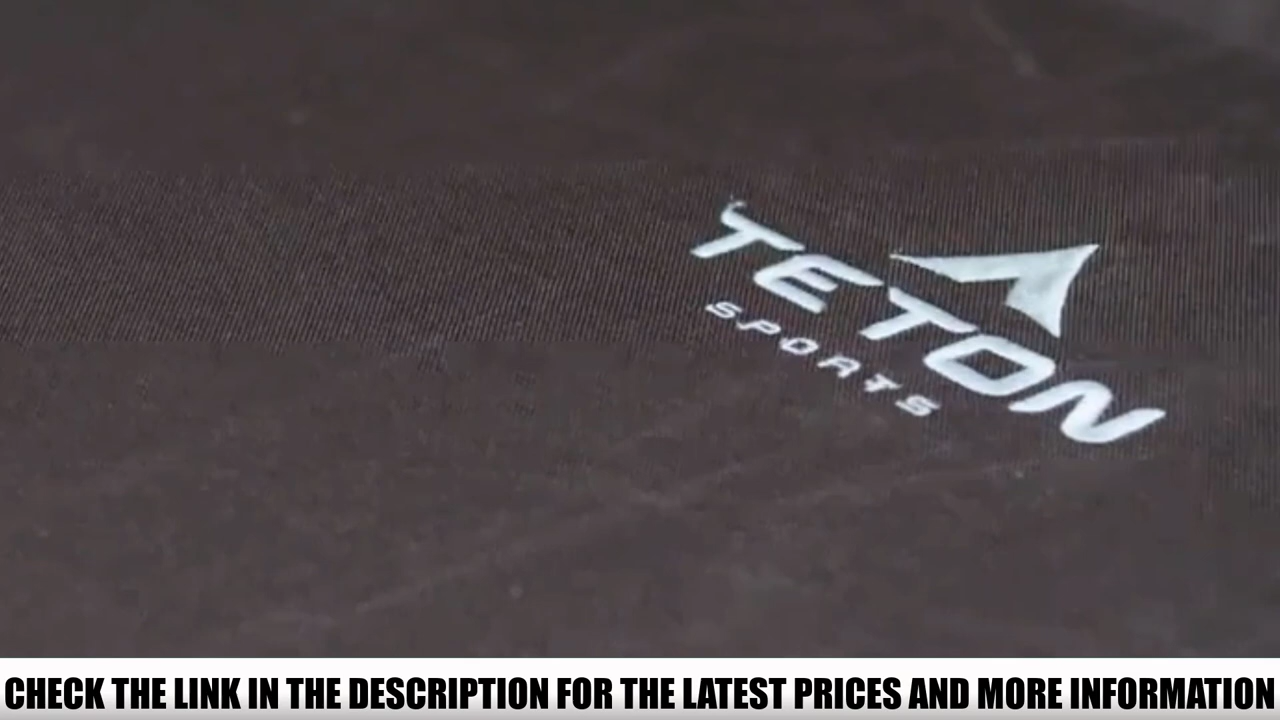 TETON
SPORTS
CHECK THE LINK IN THE DESCRIPTION FOR THE LATEST PRICES AND MORE INFORMATION